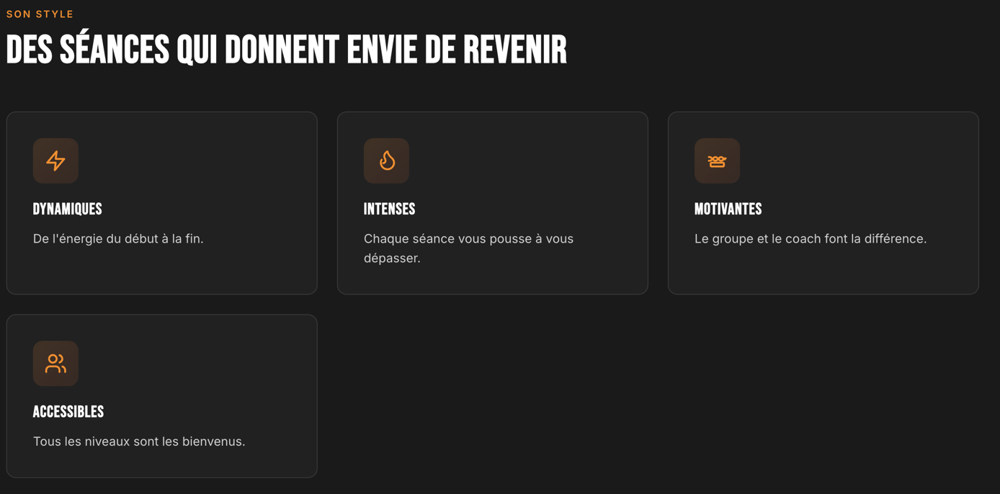 SON STYLE
DES SÉANCES QUI DONNENT ENVIE DE REVENIR
DYNAMIQUES
De l'énergie du début à la fin.
INTENSES
Chaque séance vous pousse à vous
dépasser.
MOTIVANTES
Le groupe et le coach font la différence.
ACCESSIBLES
Tous les niveaux sont les bienvenus.